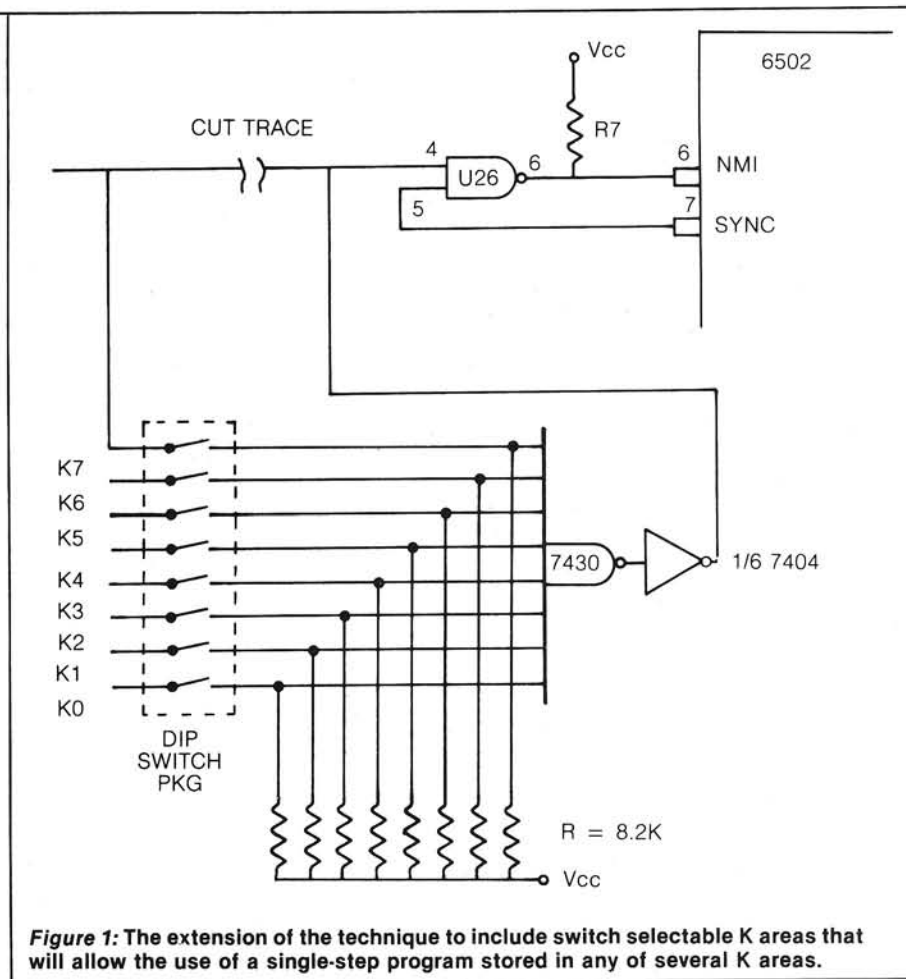 Vcc
6502
CUT TRACE
R7
4
6
6
NMI
U26
5
7
SYNC
K7
K6
K5
7430
1/6 7404
K4
K3
K2
K1
K0
DIP
SWITCH
PKG
R = 8.2K
Vcc
Figure 1: The extension of the technique to include switch selectable K areas that
will allow the use of a single-step program stored in any of several K areas.